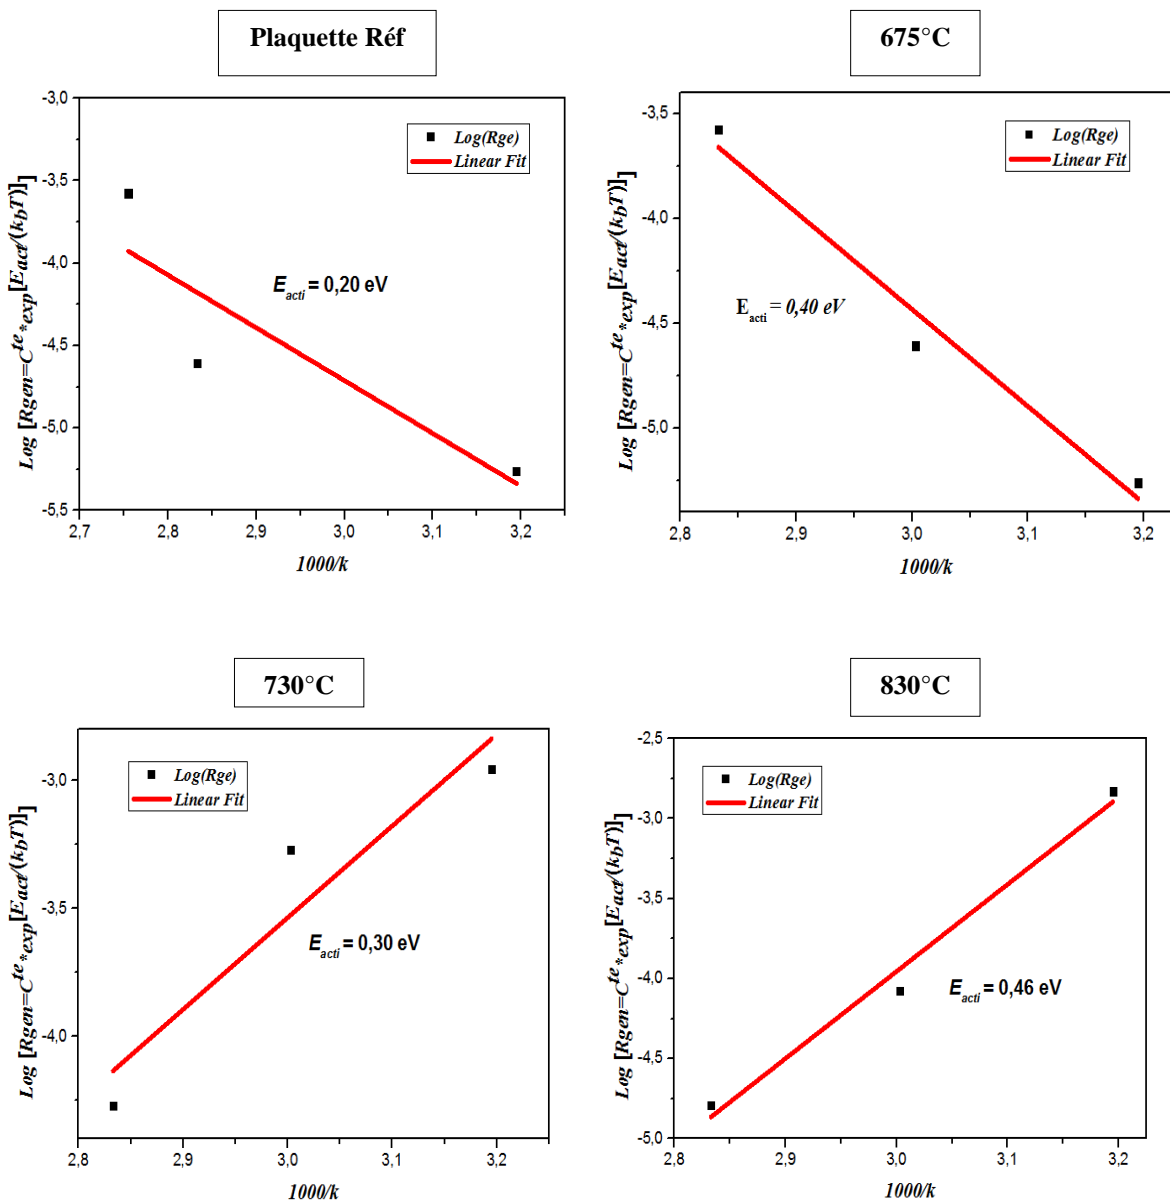 Plaquette Réf
Log [Rgen=C^te*exp[Eact/(kbT)]]
-3,0
-3,5
-4,0
-4,5
-5,0
-5,5
Log(Rge)
Linear Fit
Eacti = 0,20 eV
2,7 2,8 2,9 3,0 3,1 3,2
1000/k
675°C
Log [Rgen=C^te*exp[Eact/(kbT)]]
-3,5
-4,0
-4,5
-5,0
Log(Rge)
Linear Fit
Eacti = 0,40 eV
2,8 2,9 3,0 3,1 3,2
1000/k
730°C
Log [Rgen=C^te*exp[Eact/(kbT)]]
-3,0
-3,5
-4,0
Log(Rge)
Linear Fit
Eacti = 0,30 eV
2,8 2,9 3,0 3,1 3,2
1000/k
830°C
Log [Rgen=C^te*exp[Eact/(kbT)]]
-2,5
-3,0
-3,5
-4,0
-4,5
-5,0
Log(Rge)
Linear Fit
Eacti = 0,46 eV
2,8 2,9 3,0 3,1 3,2
1000/k